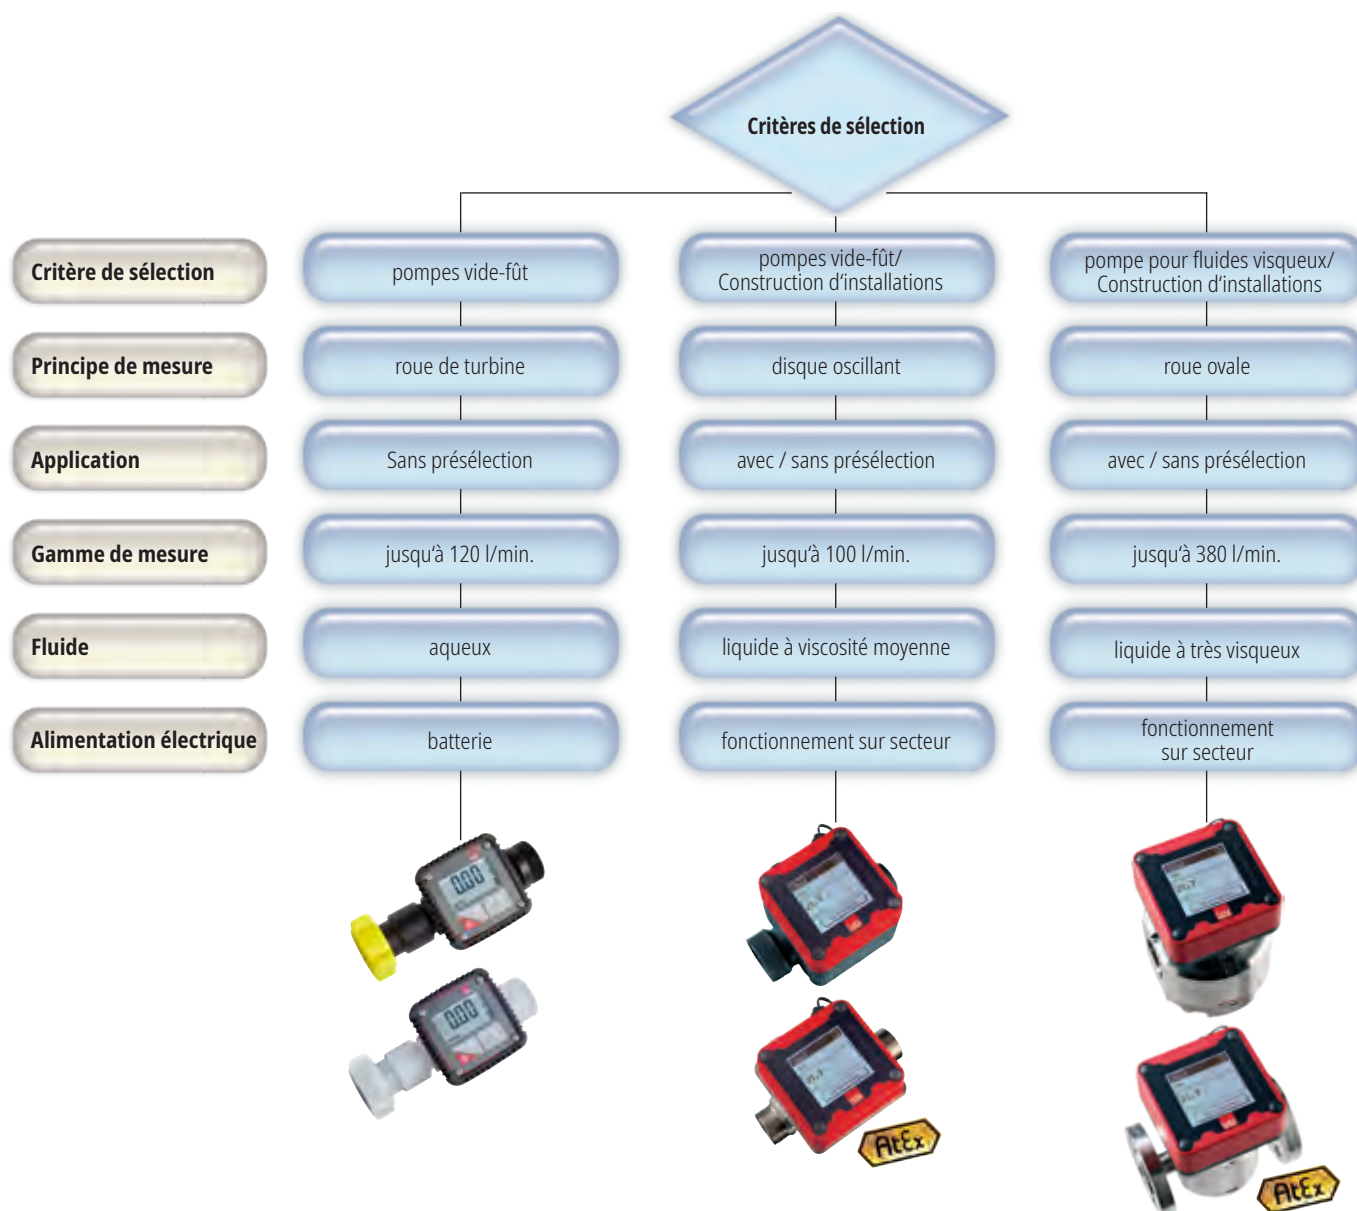 Critères de sélection
Critère de sélection
pompes vide-fût
pompes vide-fût/
Construction d‘installations
pompe pour fluides visqueux/
Construction d‘installations
Principe de mesure
roue de turbine
disque oscillant
roue ovale
Application
Sans présélection
avec / sans présélection
avec / sans présélection
Gamme de mesure
jusqu‘à 120 l/min.
jusqu‘à 100 l/min.
jusqu‘à 380 l/min.
Fluide
aqueux
liquide à viscosité moyenne
liquide à très visqueux
Alimentation électrique
batterie
fonctionnement sur secteur
fonctionnement
sur secteur
0.00
0.00
AtEx
AtEx